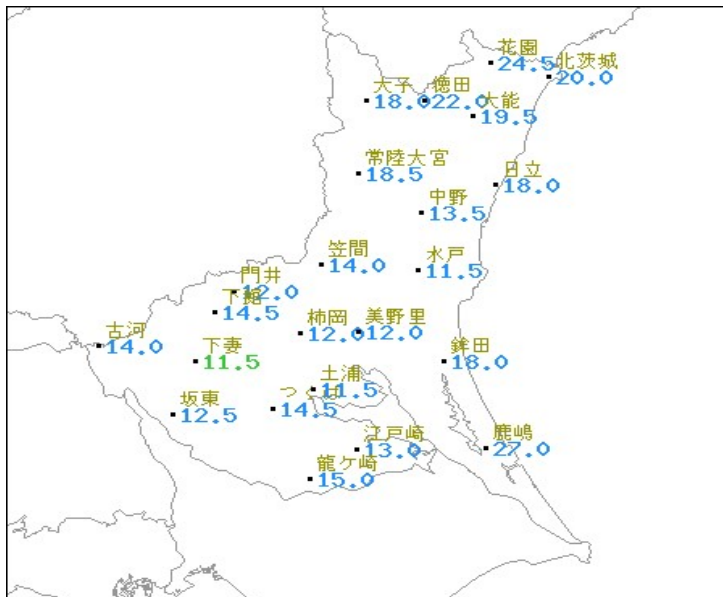 花園
24.5
北茨城
20.0
大子
18.0
徳田
22.0
大能
19.5
常陸大宮
18.5
日立
18.0
中野
13.5
笠間
14.0
水戸
11.5
門井
12.0
下館
14.5
柿岡
12.0
美野里
12.0
古河
14.0
下妻
11.5
鉾田
18.0
土浦
11.5
坂東
12.5
つくば
14.5
江戸崎
13.0
鹿嶋
27.0
龍ケ崎
15.0